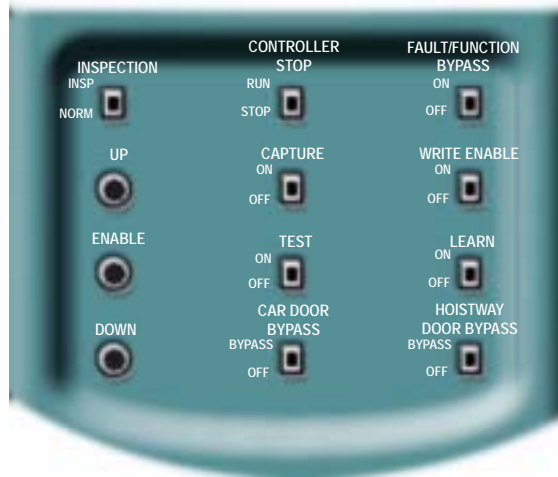 INSPECTION
INSP
NORM
CONTROLLER
STOP
RUN
STOP
FAULT/FUNCTION
BYPASS
ON
OFF
UP
CAPTURE
ON
OFF
WRITE ENABLE
ON
OFF
ENABLE
TEST
ON
OFF
LEARN
ON
OFF
DOWN
CAR DOOR
BYPASS
BYPASS
OFF
HOISTWAY
DOOR BYPASS
BYPASS
OFF